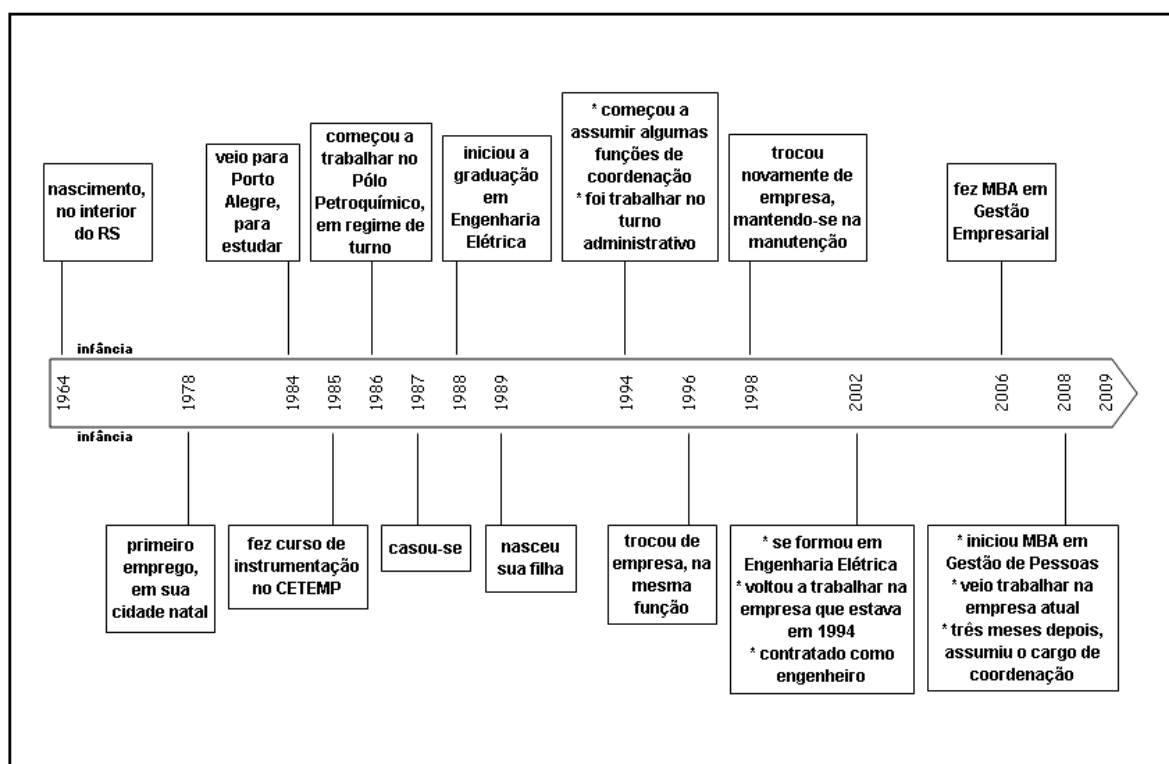 nascimento,
no interior
do RS
veio para
Porto
Alegre,
para
estudar
começou a
trabalhar no
Pólo
Petroquímico,
em regime de
turno
iniciou a
graduação
em
Engenharia
Elétrica
* começou a
assumir algumas
funções de
coordenação
* foi trabalhar no
turno
administrativo
trocou
novamente de
empresa,
mantendo-se na
manutenção
fez MBA em
Gestão
Empresarial
infância
1964
1978
1984
1985
1986
1987
1988
1989
1994
1996
1998
2002
2006
2008
2009
infância
primeiro
emprego,
em sua
cidade natal
fez curso de
instrumentação
no CETEMP
casou-se
nasceu
sua filha
trocou de
empresa, na
mesma
função
* se formou em
Engenharia Elétrica
* voltou a trabalhar na
empresa que estava
em 1994
* contratado como
engenheiro
* iniciou MBA em
Gestão de Pessoas
* veio trabalhar na
empresa atual
* três meses depois,
assumiu o cargo de
coordenação